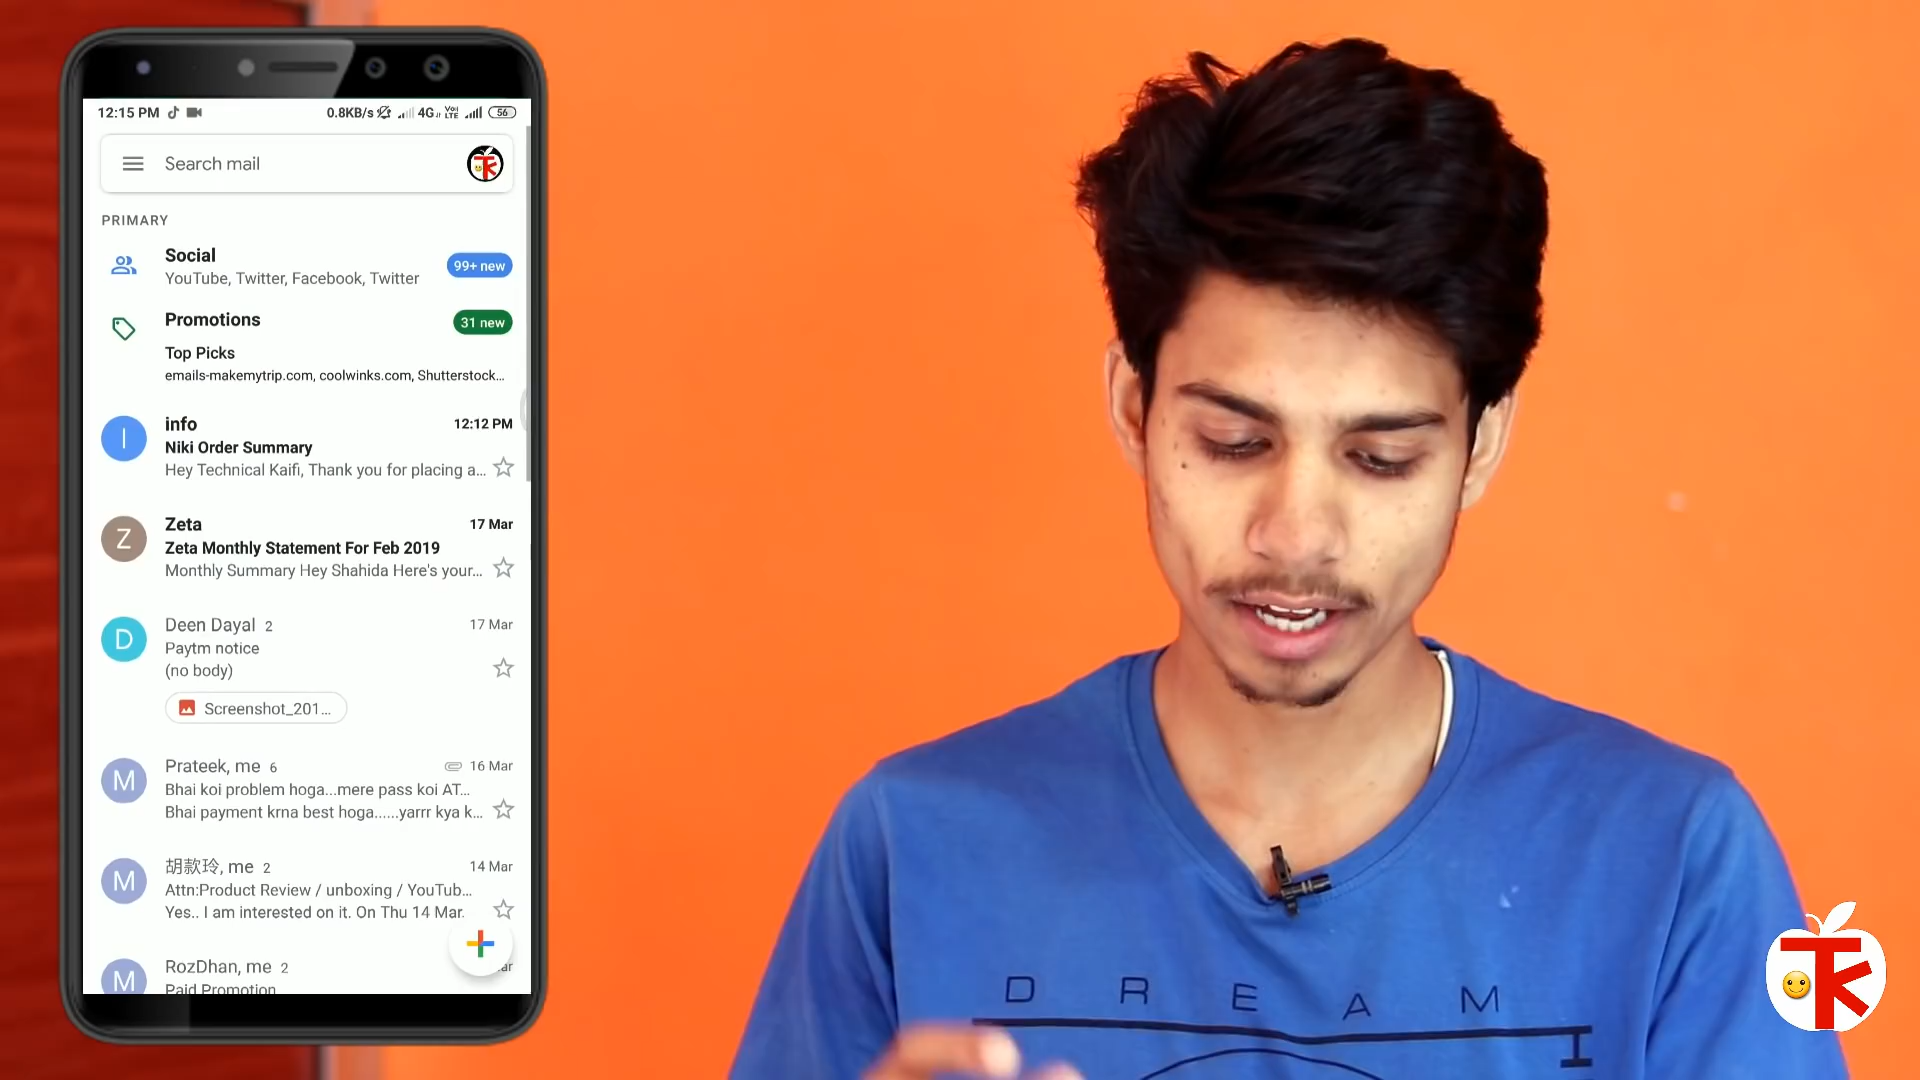 12:15 PM 0.8KB/s 4G Vo) LTE 56
Search mail
TK
PRIMARY
Social
99+ new
YouTube, Twitter, Facebook, Twitter
Promotions
31 new
Top Picks
emails-makemytrip.com, coolwinks.com, Shutterstock...
I
info
12:12 PM
Niki Order Summary
Hey Technical Kaifi, Thank you for placing a...
Z
Zeta
17 Mar
Zeta Monthly Statement For Feb 2019
Monthly Summary Hey Shahida Here's your...
D
Deen Dayal 2
17 Mar
Paytm notice
(no body)
Screenshot_201...
M
Prateek, me 6
16 Mar
Bhai koi problem hoga...mere pass koi AT...
Bhai payment krna best hoga......yarrr kya k...
M
胡款玲, me 2
14 Mar
Attn:Product Review / unboxing / YouTub...
Yes.. I am interested on it. On Thu 14 Mar.
M
RozDhan, me 2
Paid Promotion
DREAM
TK